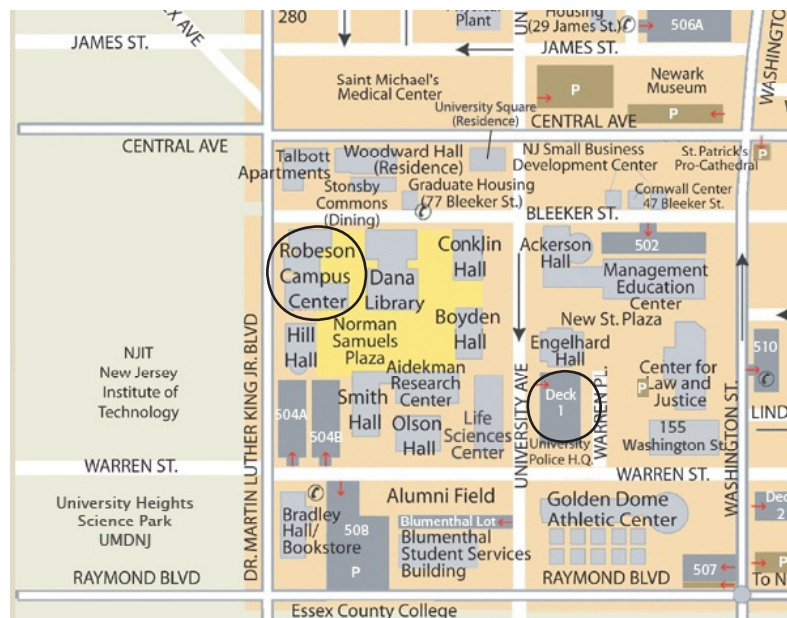 280
Plant
Housing
(29 James St.)
506A
JAMES ST.
JAMES ST.
Saint Michael's
Medical Center
P
Newark
Museum
P
University Square
(Residence)
CENTRAL AVE
CENTRAL AVE
Talbott
Apartments
Woodward Hall
(Residence)
NJ Small Business
Development Center
St. Patrick's
Pro-Cathedral
P
Stonsby
Commons
(Dining)
Graduate Housing
(77 Bleeker St.)
Cornwall Center
47 Bleeker St.
BLEEKER ST.
Robeson
Campus
Center
Dana
Library
Conklin
Hall
Ackerson
Hall
502
Management
Education
Center
New St. Plaza
Hill
Hall
Norman
Samuels
Plaza
Boyden
Hall
Engelhard
Hall
510
NJIT
New Jersey
Institute of
Technology
DR. MARTIN LUTHER KING JR. BLVD
504A
504B
Smith
Hall
Aidekman
Research
Center
Olson
Hall
Life
Sciences
Center
UNIVERSITY AVE
Deck
1
WARREN PL.
P
Center for
Law and
Justice
WASHINGTON ST.
WASHINGTON
LIND
University
Police H.Q.
155
Washington St.
WARREN ST.
WARREN ST.
University Heights
Science Park
UMDNJ
Bradley
Hall/
Bookstore
508
P
Alumni Field
Blumenthal Lot
Blumenthal
Student Services
Building
Golden Dome
Athletic Center
Dec
2
507
P
RAYMOND BLVD
RAYMOND BLVD
To N
Essex County College